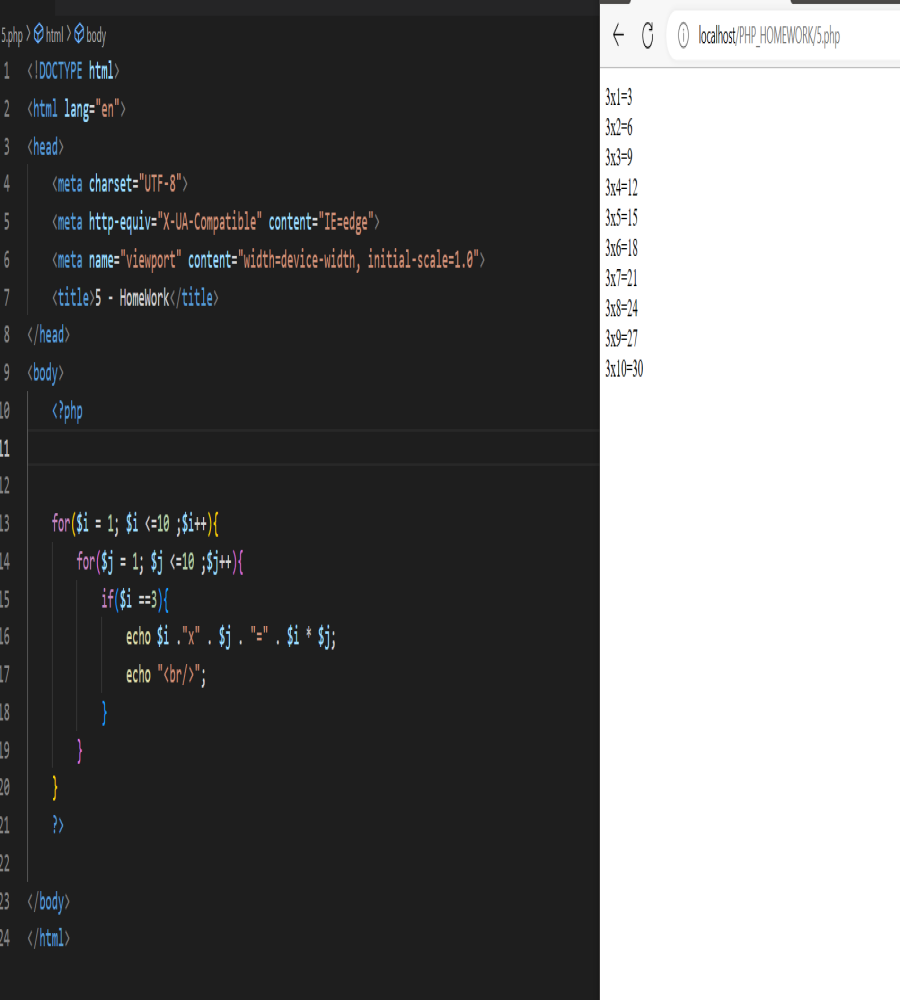 5.php > html > body
1 <!DOCTYPE html>
2 <html lang="en">
3 <head>
4 <meta charset="UTF-8">
5 <meta http-equiv="X-UA-Compatible" content="IE=edge">
6 <meta name="viewport" content="width=device-width, initial-scale=1.0">
7 <title>5 - HomeWork</title>
8 </head>
9 <body>
10 <?php
11
12
13 for($i = 1; $i <=10 ;$i++){
14 for($j = 1; $j <=10 ;$j++){
15 if($i ==3){
16 echo $i ."x" . $j . "=" . $i * $j;
17 echo "<br/>";
18 }
19 }
20 }
21 ?>
22
23 </body>
24 </html>
localhost/PHP_HOMEWORK/5.php
3x1=3
3x2=6
3x3=9
3x4=12
3x5=15
3x6=18
3x7=21
3x8=24
3x9=27
3x10=30